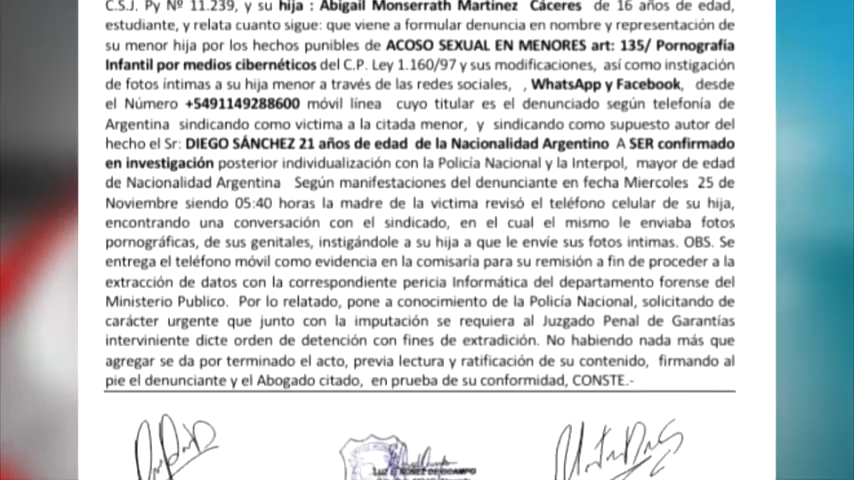 C.S.J. Py Nº 11.239, y su hija : Abigail Monserrath Martinez Cáceres de 16 años de edad,
estudiante, y relata cuanto sigue: que viene a formular denuncia en nombre y representación de
su menor hija por los hechos punibles de ACOSO SEXUAL EN MENORES art: 135/ Pornografía
Infantil por medios cibernéticos del C.P. Ley 1.160/97 y sus modificaciones, así como instigación
de fotos íntimas a su hija menor a través de las redes sociales, , WhatsApp y Facebook, desde
el Número +5491149288600 móvil línea cuyo titular es el denunciado según telefonía de
Argentina sindicando como victima a la citada menor, y sindicando como supuesto autor del
hecho el Sr: DIEGO SÁNCHEZ 21 años de edad de la Nacionalidad Argentino A SER confirmado
en investigación posterior individualización con la Policía Nacional y la Interpol, mayor de edad
de Nacionalidad Argentina Según manifestaciones del denunciante en fecha Miercoles 25 de
Noviembre siendo 05:40 horas la madre de la victima revisó el teléfono celular de su hija,
encontrando una conversación con el sindicado, en el cual el mismo le enviaba fotos
pornográficas, de sus genitales, instigándole a su hija a que le envíe sus fotos intimas. OBS. Se
entrega el teléfono móvil como evidencia en la comisaría para su remisión a fin de proceder a la
extracción de datos con la correspondiente pericia Informática del departamento forense del
Ministerio Publico. Por lo relatado, pone a conocimiento de la Policía Nacional, solicitando de
carácter urgente que junto con la imputación se requiera al Juzgado Penal de Garantías
interviniente dicte orden de detención con fines de extradición. No habiendo nada más que
agregar se da por terminado el acto, previa lectura y ratificación de su contenido, firmando al
pie el denunciante y el Abogado citado, en prueba de su conformidad, CONSTE.-